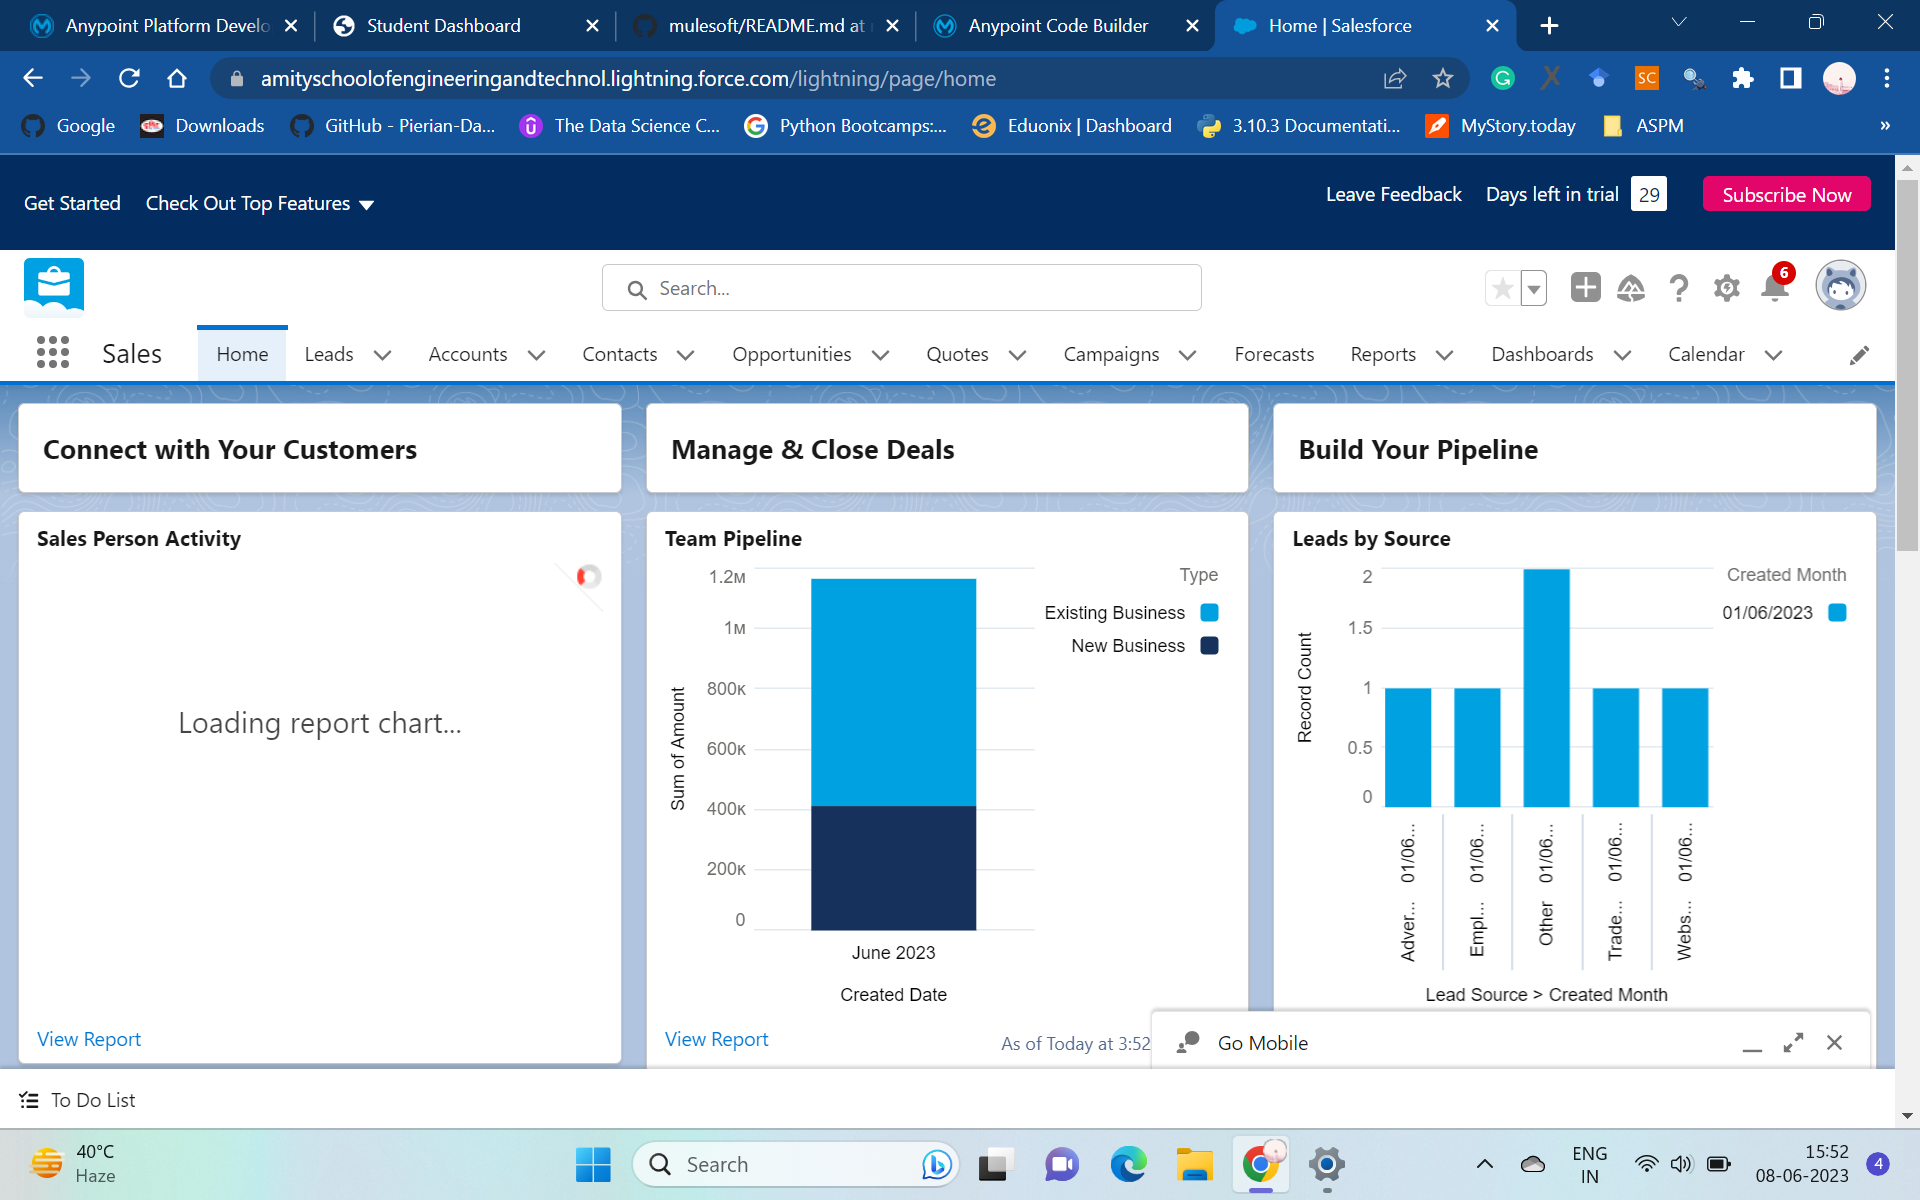 Anypoint Platform Develo
Student Dashboard
mulesoft/README.md at
Anypoint Code Builder
Home | Salesforce
amityschoolofengineeringandtechnol.lightning.force.com/lightning/page/home
Google
Downloads
GitHub - Pierian-Da...
The Data Science C...
Python Bootcamps:...
Eduonix | Dashboard
3.10.3 Documentati...
MyStory.today
ASPM
»
Get Started
Check Out Top Features
Leave Feedback
Days left in trial
29
Subscribe Now
Search...
6
Sales
Home
Leads
Accounts
Contacts
Opportunities
Quotes
Campaigns
Forecasts
Reports
Dashboards
Calendar
Connect with Your Customers
Manage & Close Deals
Build Your Pipeline
Sales Person Activity
Loading report chart...
View Report
Team Pipeline
Type
Existing Business
New Business
Sum of Amount
1.2M
1M
800K
600K
400K
200K
0
June 2023
Created Date
View Report
As of Today at 3:52
Leads by Source
Created Month
01/06/2023
Record Count
2
1.5
1
0.5
0
01/06...
01/06...
01/06...
01/06...
01/06...
Adver...
Empl...
Other
Trade...
Webs...
Lead Source > Created Month
Go Mobile
To Do List
40°C
Haze
Search
ENG
IN
15:52
08-06-2023
4
SC